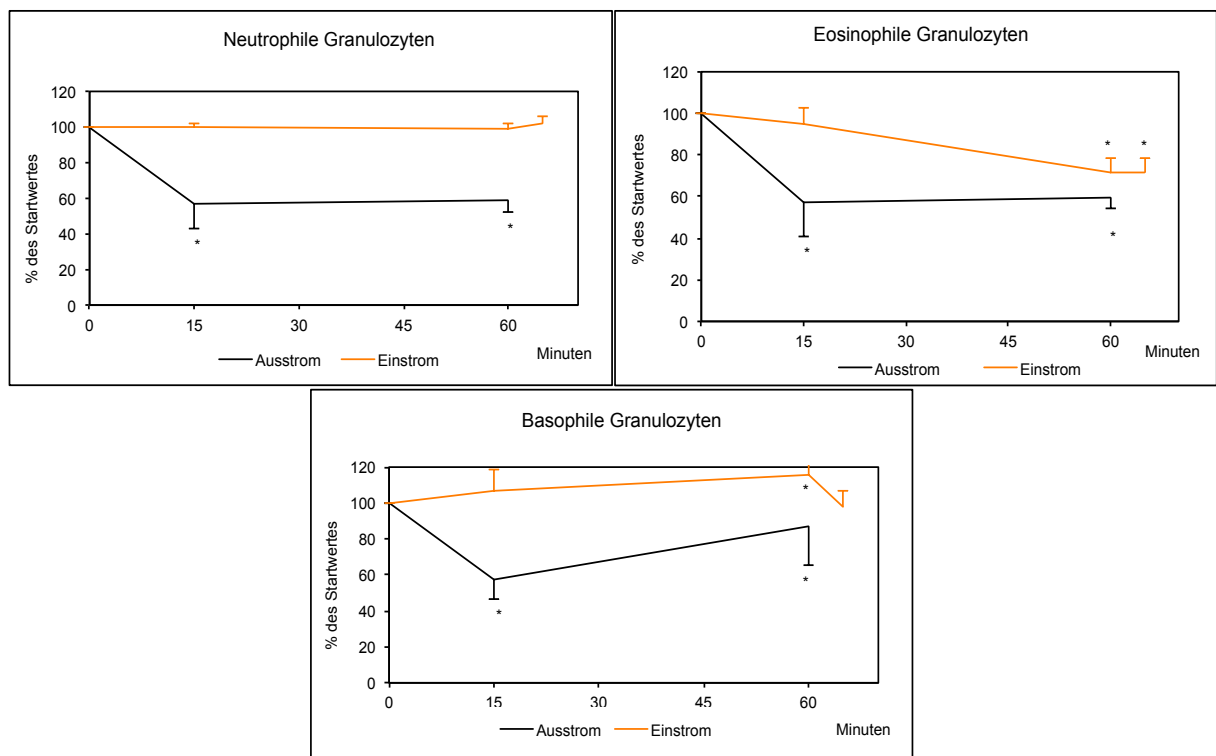 Neutrophile Granulozyten
% des Startwertes
120
100
80
60
40
20
0
* *
0 15 30 45 60
Minuten
Ausstrom Einstrom
Eosinophile Granulozyten
% des Startwertes
120
100
80
60
40
20
0
* *
* *
0 15 30 45 60
Minuten
Ausstrom Einstrom
Basophile Granulozyten
% des Startwertes
120
100
80
60
40
20
0
*
* *
0 15 30 45 60
Ausstrom Einstrom Minuten